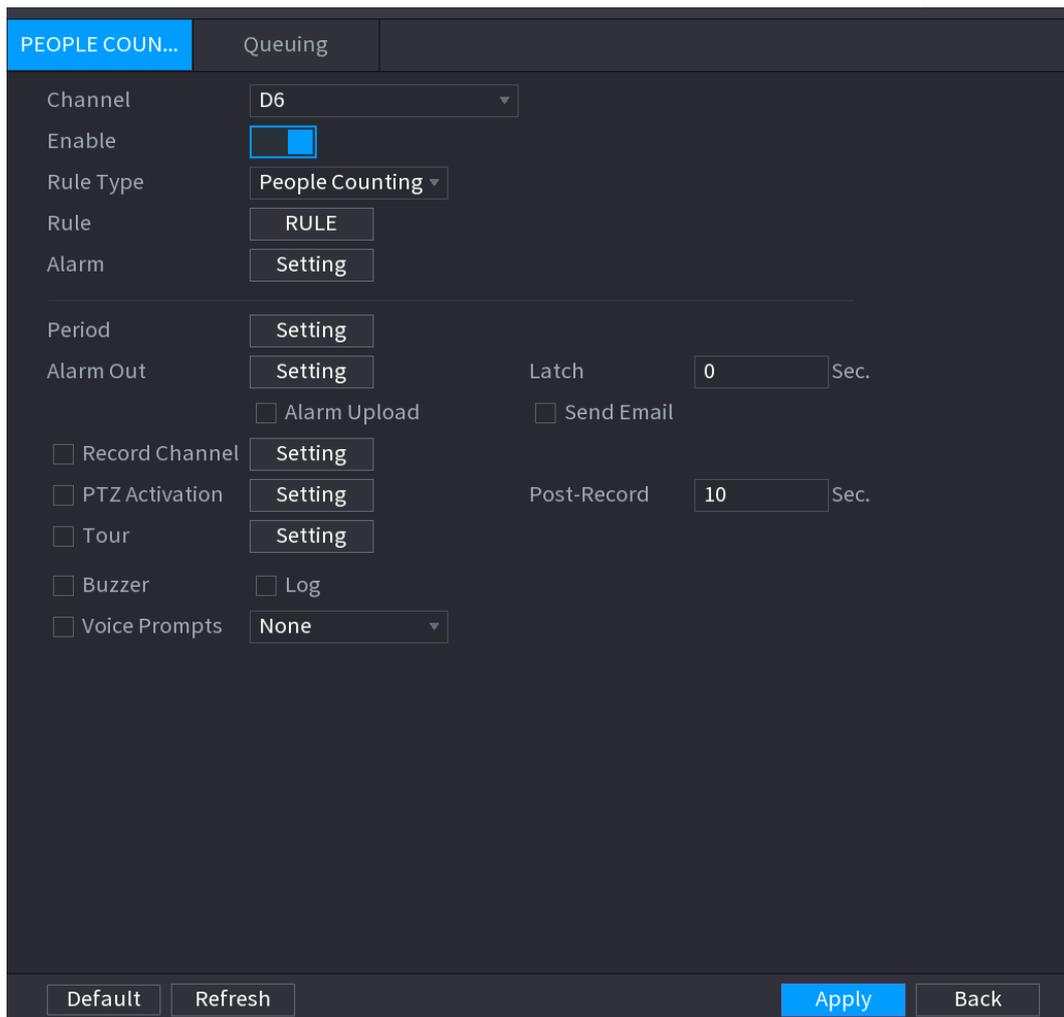 PEOPLE COUN... Queuing
Channel D6
Enable
Rule Type People Counting
Rule RULE
Alarm Setting
Period Setting
Alarm Out Setting Latch 0 Sec.
Alarm Upload Send Email
Record Channel Setting
PTZ Activation Setting Post-Record 10 Sec.
Tour Setting
Buzzer Log
Voice Prompts None
Default Refresh Apply Back